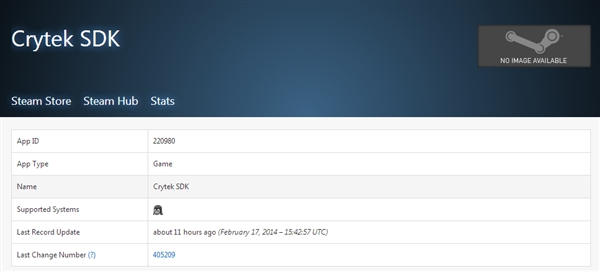 Crytek SDK
NO IMAGE AVAILABLE
Steam Store Steam Hub Stats
App ID 220980
App Type Game
Name Crytek SDK
Supported Systems
Last Record Update about 11 hours ago (February 17, 2014 – 15:42:57 UTC)
Last Change Number (?) 405209